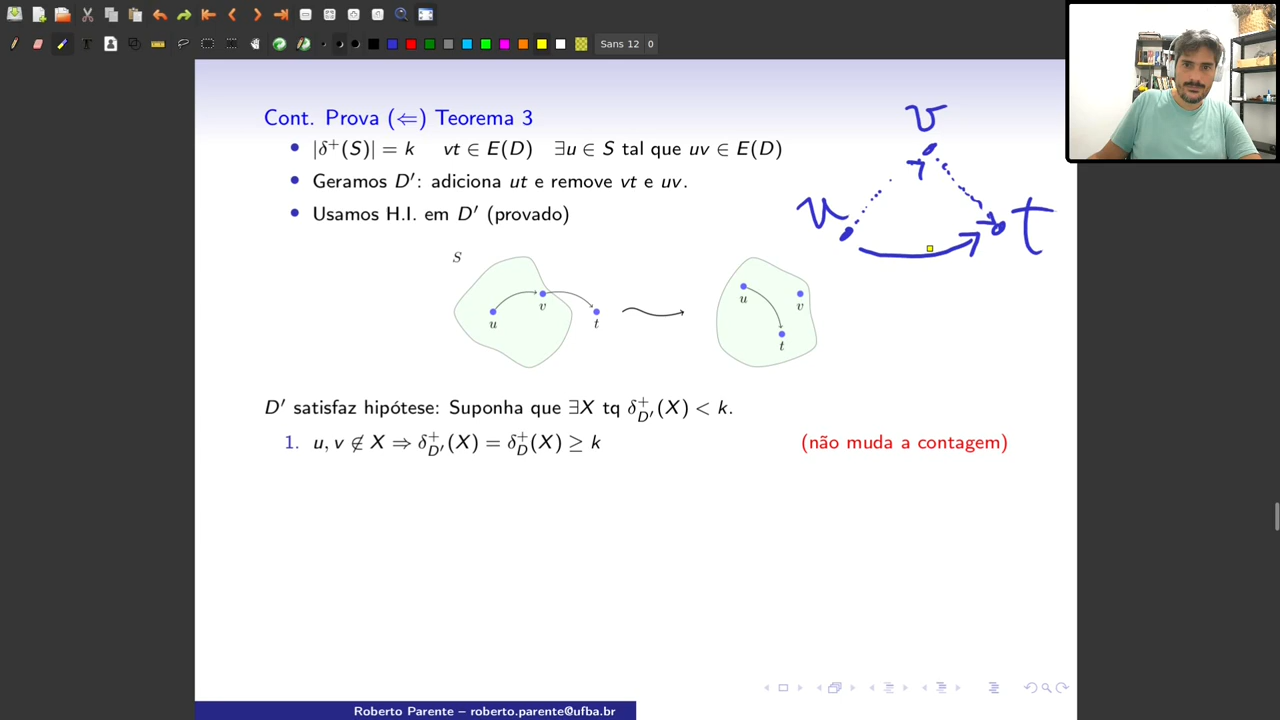 Sans 12 0
Cont. Prova (⇐) Teorema 3
|δ⁺(S)| = k vt ∈ E(D) ∃u ∈ S tal que uv ∈ E(D)
Geramos D′: adiciona ut e remove vt e uv.
Usamos H.I. em D′ (provado)
v
u t
S
u v t
u v t
D′ satisfaz hipótese: Suponha que ∃X tq δ⁺_{D′}(X) < k.
1. u, v ∉ X ⇒ δ⁺_{D′}(X) = δ⁺_D(X) ≥ k (não muda a contagem)
Roberto Parente – roberto.parente@ufba.br